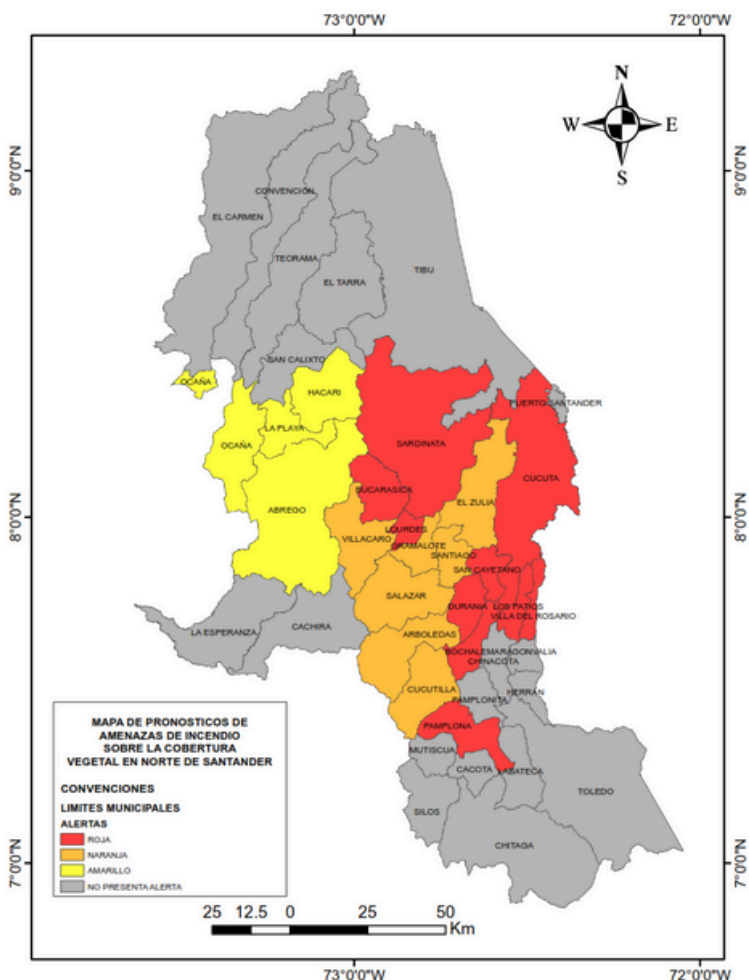 73°0'0"W
72°0'0"W
N
W
E
S
9°0'0"N
9°0'0"N
CONVENCIÓN
EL CARMEN
TEORAMA
EL TARRA
TIBU
SAN CALIXTO
OCAÑA
HACARI
PUERTO SANTANDER
LA PLAYA
OCAÑA
SARDINATA
CUCUTA
BUCARASICA
EL ZULIA
ABREGO
8°0'0"N
8°0'0"N
LOURDES
VILLACARO
GRAMALOTE
SANTIAGO
SAN CAYETANO
SALAZAR
DURANIA
LOS PATIOS
VILLA DEL ROSARIO
LA ESPERANZA
CACHIRA
ARBOLEDAS
BOCHALEMA
RAGONVALIA
CHINACOTA
CUCUTILLA
PAMPLONITA
HERRÁN
PAMPLONA
MUTISCUA
CACOTA
LABATECA
TOLEDO
SILOS
CHITAGA
7°0'0"N
7°0'0"N
MAPA DE PRONOSTICOS DE
AMENAZAS DE INCENDIO
SOBRE LA COBERTURA
VEGETAL EN NORTE DE SANTANDER
CONVENCIONES
LIMITES MUNICIPALES
ALERTAS
ROJA
NARANJA
AMARILLO
NO PRESENTA ALERTA
25 12.5 0 25 50
Km
73°0'0"W
72°0'0"W